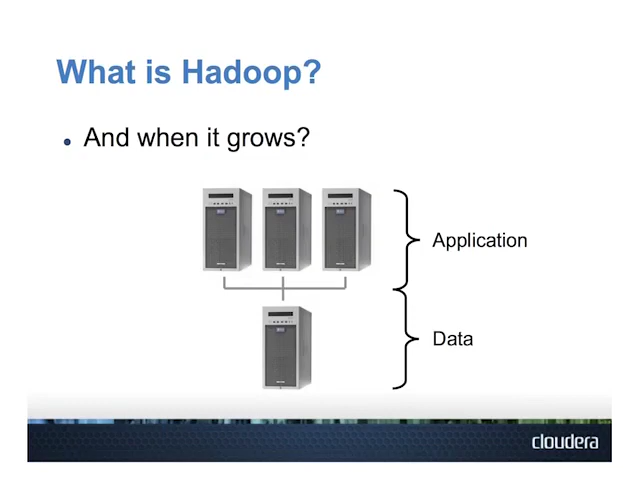 What is Hadoop?
And when it grows?
Application
Data
cloudera